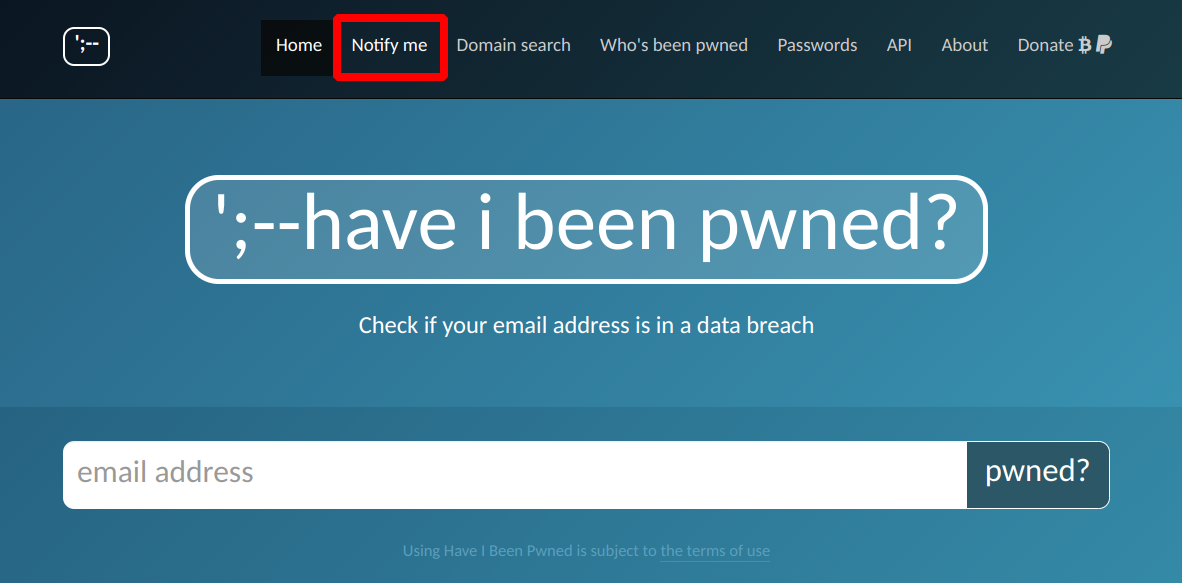 ';--
Home Notify me Domain search Who's been pwned Passwords API About Donate
';--have i been pwned?
Check if your email address is in a data breach
email address pwned?
Using Have I Been Pwned is subject to the terms of use